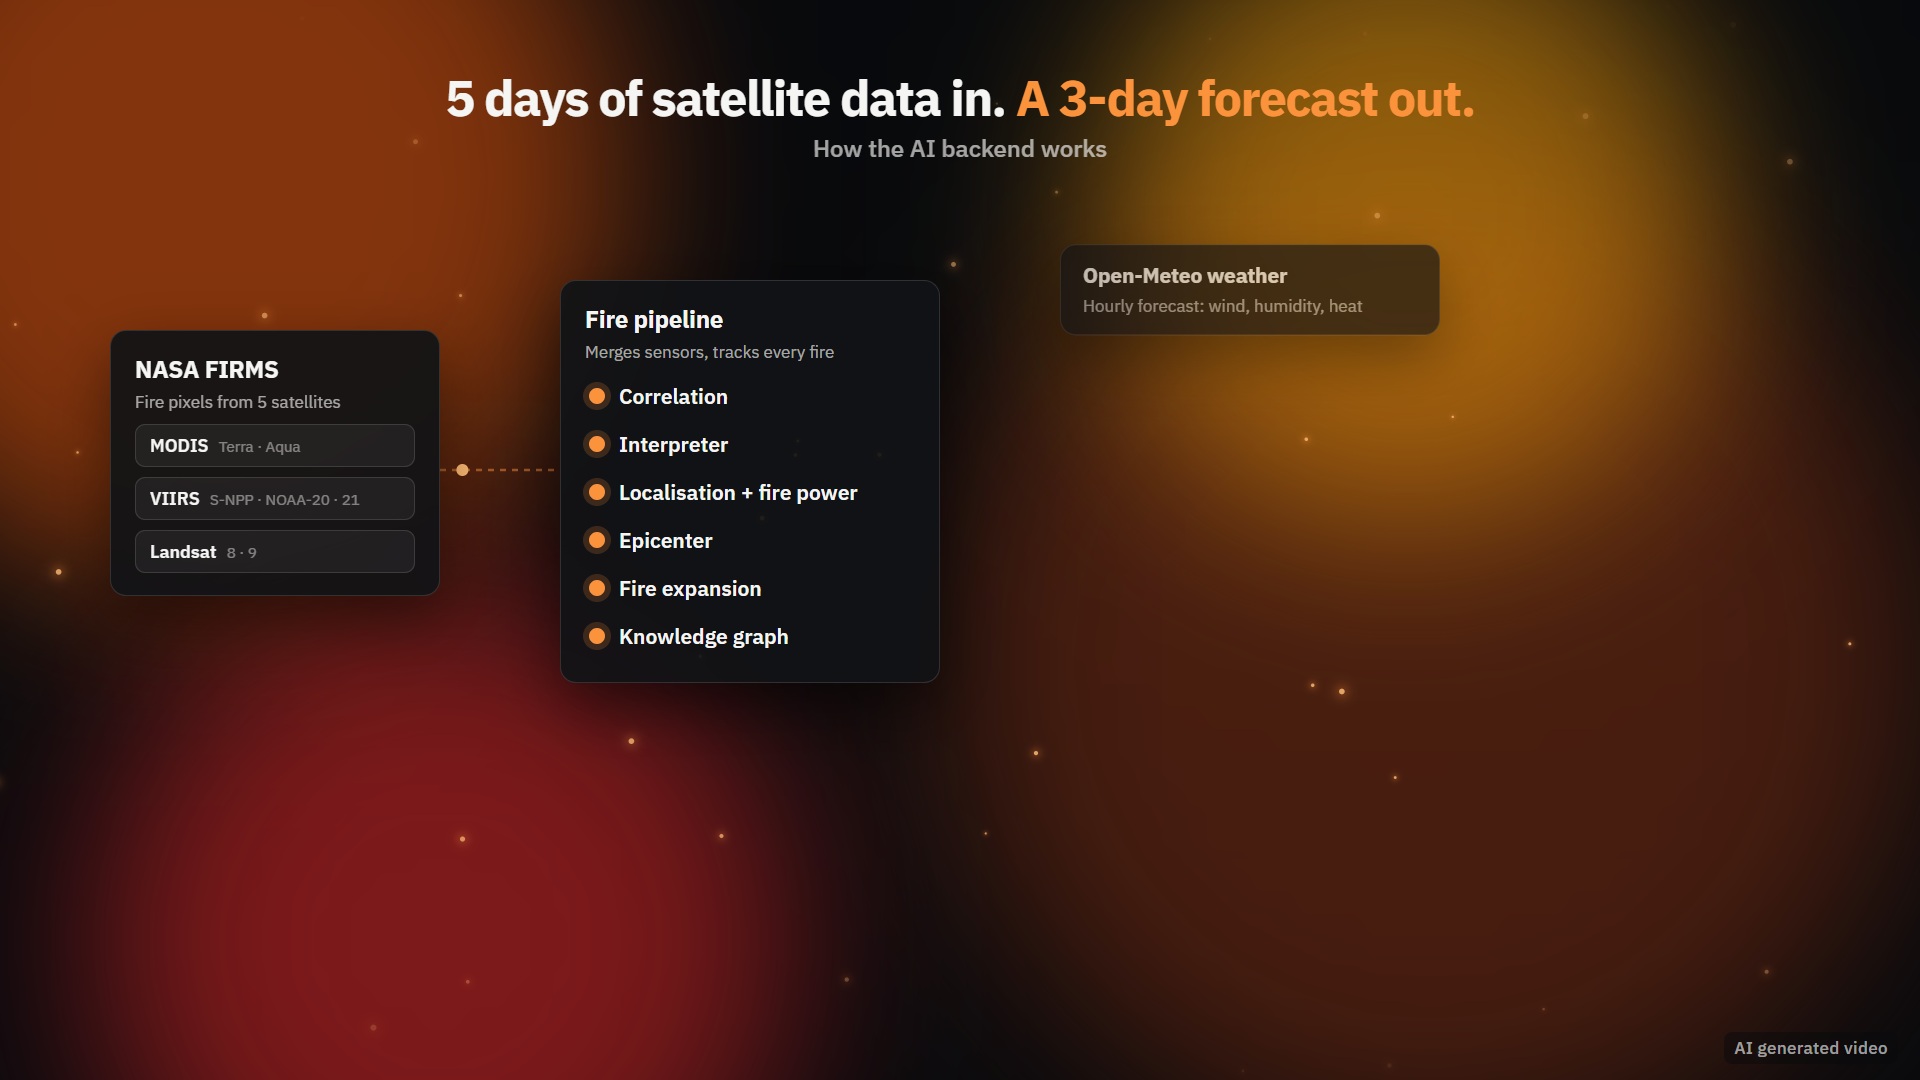 5 days of satellite data in. A 3-day forecast out.
How the AI backend works
NASA FIRMS
Fire pixels from 5 satellites
MODIS Terra · Aqua
VIIRS S-NPP · NOAA-20 · 21
Landsat 8 · 9
Fire pipeline
Merges sensors, tracks every fire
Correlation
Interpreter
Localisation + fire power
Epicenter
Fire expansion
Knowledge graph
Open-Meteo weather
Hourly forecast: wind, humidity, heat
AI generated video